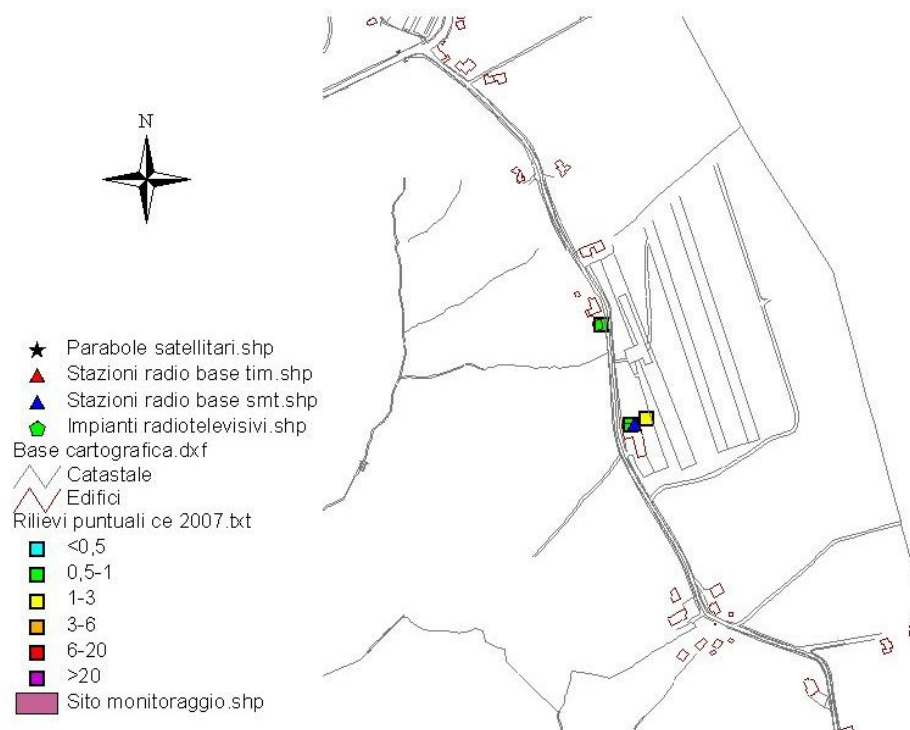 N
Parabole satellitari.shp
Stazioni radio base tim.shp
Stazioni radio base smt.shp
Impianti radiotelevisivi.shp
Base cartografica.dxf
Catastale
Edifici
Rilievi puntuali ce 2007.txt
<0,5
0,5-1
1-3
3-6
6-20
>20
Sito monitoraggio.shp